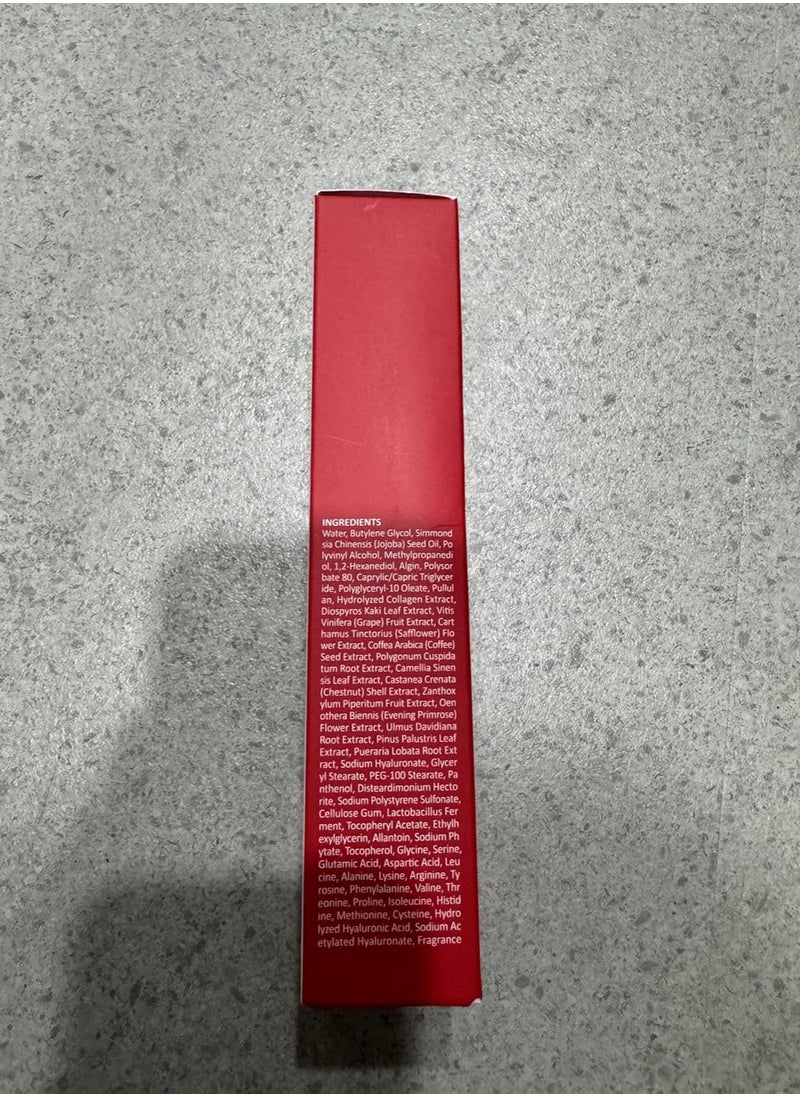 INGREDIENTS
Water, Butylene Glycol, Simmond
sia Chinensis (Jojoba) Seed Oil, Po
lyvinyl Alcohol, Methylpropanedi
ol, 1,2-Hexanediol, Algin, Polysor
bate 80, Caprylic/Capric Triglycer
ide, Polyglyceryl-10 Oleate, Pullul
an, Hydrolyzed Collagen Extract,
Diospyros Kaki Leaf Extract, Vitis
Vinifera (Grape) Fruit Extract, Cart
hamus Tinctorius (Safflower) Flo
wer Extract, Coffea Arabica (Coffee)
Seed Extract, Polygonum Cuspida
tum Root Extract, Camellia Sinen
sis Leaf Extract, Castanea Crenata
(Chestnut) Shell Extract, Zanthox
ylum Piperitum Fruit Extract, Oen
othera Biennis (Evening Primrose)
Flower Extract, Ulmus Davidiana
Root Extract, Pinus Palustris Leaf
Extract, Pueraria Lobata Root Ext
ract, Sodium Hyaluronate, Glycer
yl Stearate, PEG-100 Stearate, Pa
nthenol, Disteardimonium Hecto
rite, Sodium Polystyrene Sulfonate,
Cellulose Gum, Lactobacillus Fer
ment, Tocopheryl Acetate, Ethylh
exylglycerin, Allantoin, Sodium Ph
ytate, Tocopherol, Glycine, Serine,
Glutamic Acid, Aspartic Acid, Leu
cine, Alanine, Lysine, Arginine, Ty
rosine, Phenylalanine, Valine, Thr
eonine, Proline, Isoleucine, Histid
ine, Methionine, Cysteine, Hydro
lyzed Hyaluronic Acid, Sodium Ac
etylated Hyaluronate, Fragrance